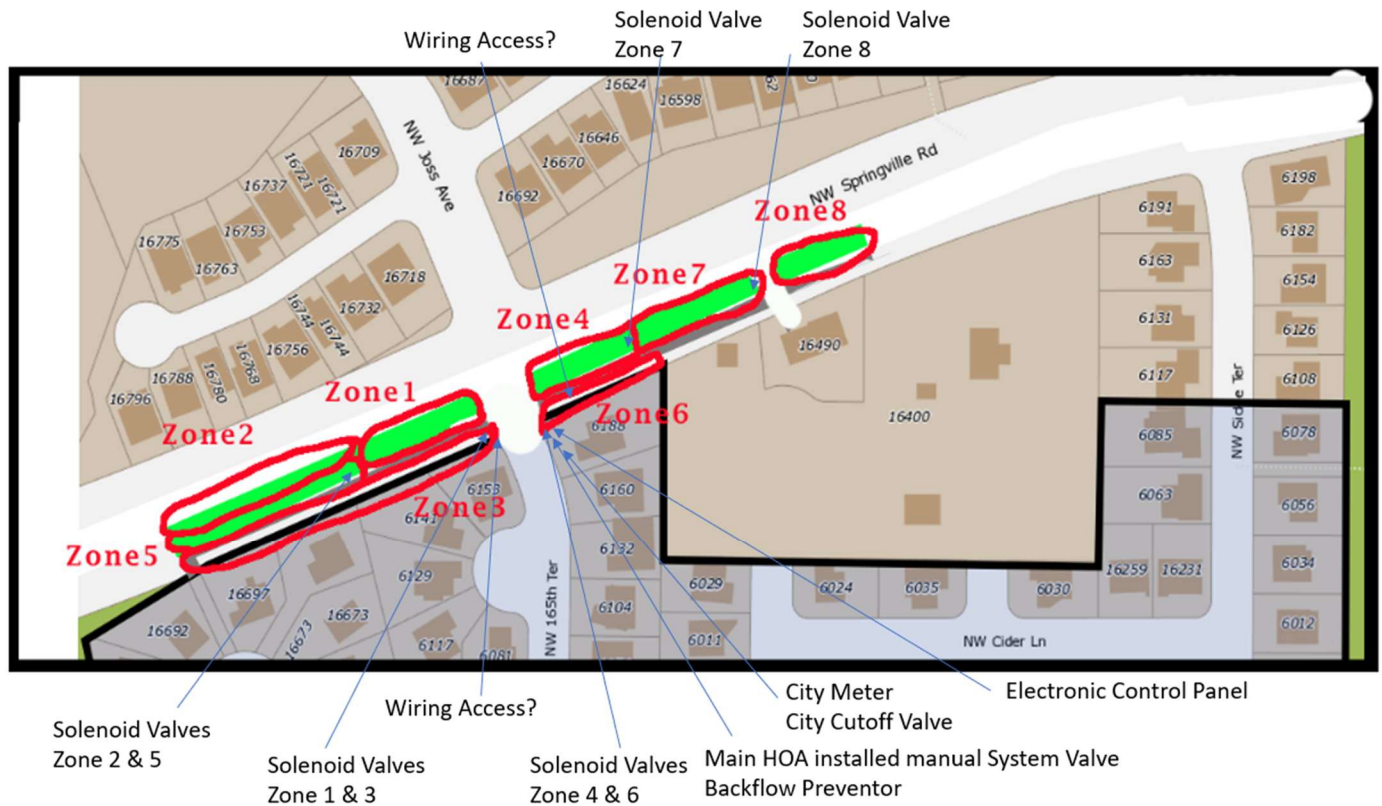 Solenoid Valve
Zone 7
Solenoid Valve
Zone 8
Wiring Access?
16687
16624
16598
62
16709
NW Joss Ave
16646
16670
16692
16721
16721
16737
16753
16763
16775
NW Springville Rd
Zone8
6198
6191
6182
6163
6154
6131
6126
6117
6108
16718
16732
16744
16744
16756
16768
16780
16788
16796
Zone7
Zone4
16490
16400
Zone1
Zone2
Zone6
6188
NW Sidle Ter
6085
6078
6063
6056
6153
6160
Zone3
6141
6132
Zone5
6129
6029
6024
6035
6030
16259
16231
6034
16697
16673
16673
6104
16692
6117
6081
NW 165th Ter
6011
NW Cider Ln
6012
Wiring Access?
City Meter
City Cutoff Valve
Electronic Control Panel
Solenoid Valves
Zone 2 & 5
Solenoid Valves
Zone 1 & 3
Solenoid Valves
Zone 4 & 6
Main HOA installed manual System Valve
Backflow Preventor